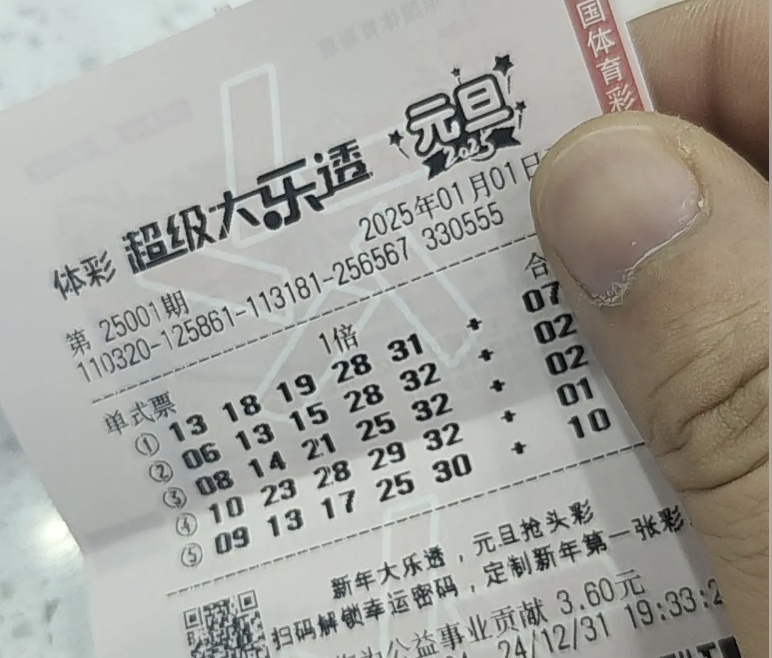 国体育彩
元旦
2025
体彩 超级大乐透
2025年01月01日
第 25001期
110320-125861-113181-256567 330555
单式票 1倍 合
① 13 18 19 28 31 + 07
② 06 13 15 28 32 + 02
③ 08 14 21 25 32 + 02
④ 10 23 28 29 32 + 01
⑤ 09 13 17 25 30 + 10
新年大乐透，元旦抢头彩
扫码解锁幸运密码，定制新年第一张彩
为公益事业贡献 3.60元
24/12/31 19:33:2